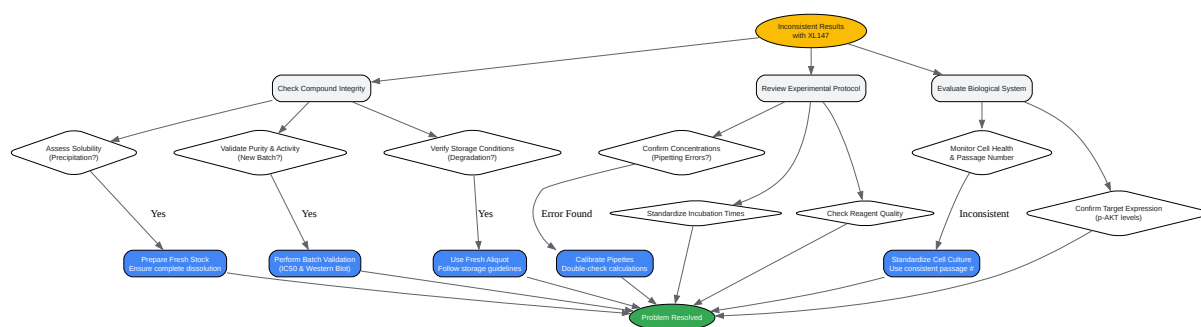 Inconsistent Results
with XL147
Check Compound Integrity
Review Experimental Protocol
Evaluate Biological System
Assess Solubility
(Precipitation?)
Validate Purity & Activity
(New Batch?)
Verify Storage Conditions
(Degradation?)
Confirm Concentrations
(Pipetting Errors?)
Monitor Cell Health
& Passage Number
Standardize Incubation Times
Check Reagent Quality
Confirm Target Expression
(p-AKT levels)
Yes
Yes
Yes
Error Found
Inconsistent
Prepare Fresh Stock
Ensure complete dissolution
Perform Batch Validation
(IC50 & Western Blot)
Use Fresh Aliquot
Follow storage guidelines
Calibrate Pipettes
Double-check calculations
Standardize Cell Culture
Use consistent passage #
Problem Resolved